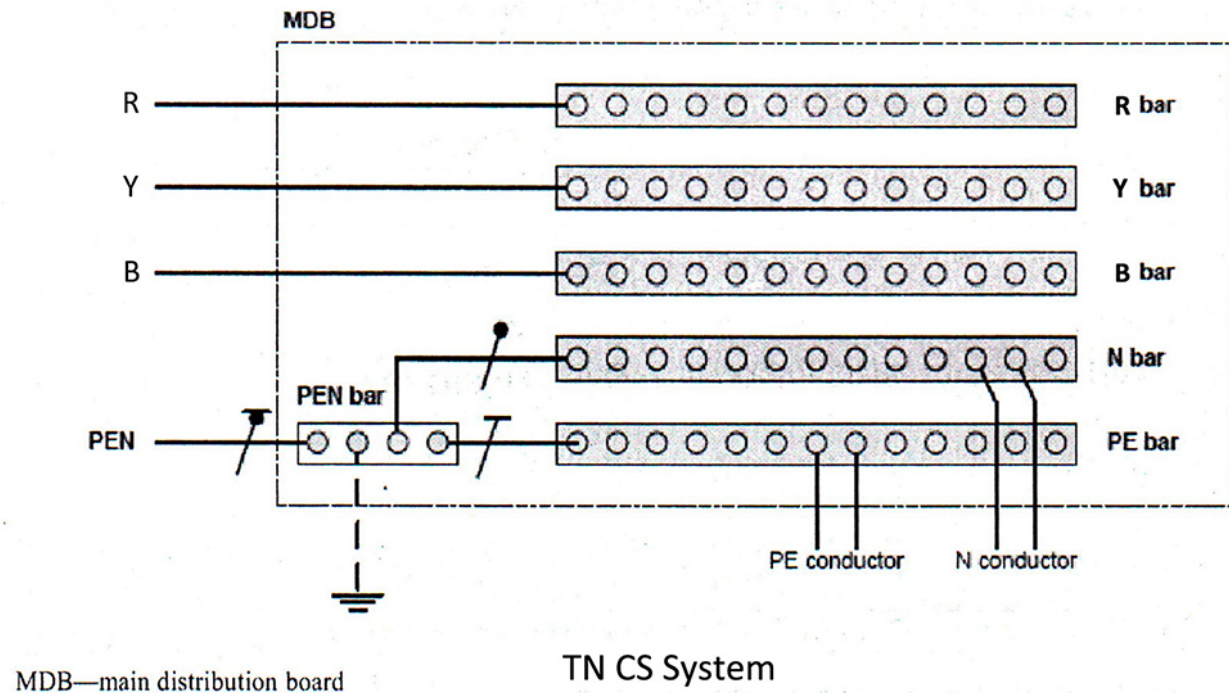 MDB
R
R bar
Y
Y bar
B
B bar
N bar
PEN bar
PEN
PE bar
PE conductor
N conductor
TN CS System
MDB—main distribution board